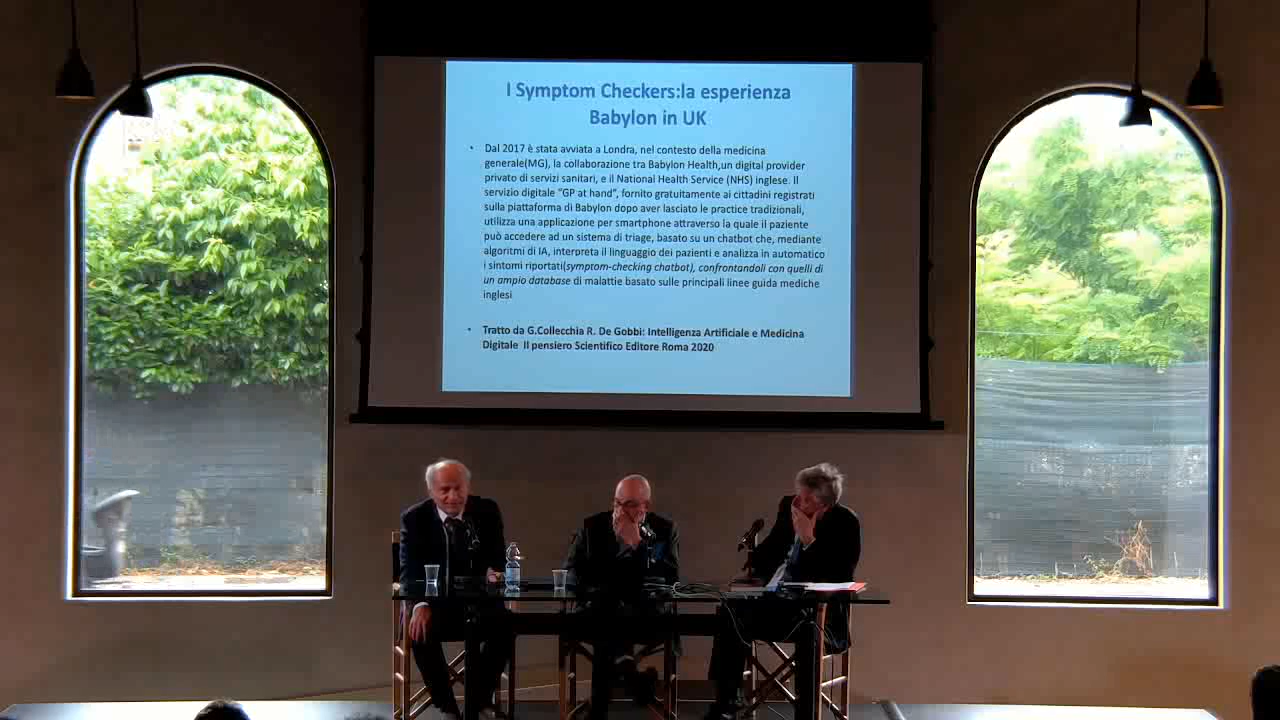 I Symptom Checkers:la esperienza
Babylon in UK
• Dal 2017 è stata avviata a Londra, nel contesto della medicina
generale(MG), la collaborazione tra Babylon Health,un digital provider
privato di servizi sanitari, e il National Health Service (NHS) inglese. Il
servizio digitale "GP at hand", fornito gratuitamente ai cittadini registrati
sulla piattaforma di Babylon dopo aver lasciato le practice tradizionali,
utilizza una applicazione per smartphone attraverso la quale il paziente
può accedere ad un sistema di triage, basato su un chatbot che, mediante
algoritmi di IA, interpreta il linguaggio dei pazienti e analizza in automatico
i sintomi riportati(symptom-checking chatbot), confrontandoli con quelli di
un ampio database di malattie basato sulle principali linee guida mediche
inglesi
• Tratto da G.Collecchia R. De Gobbi: Intelligenza Artificiale e Medicina
Digitale Il pensiero Scientifico Editore Roma 2020